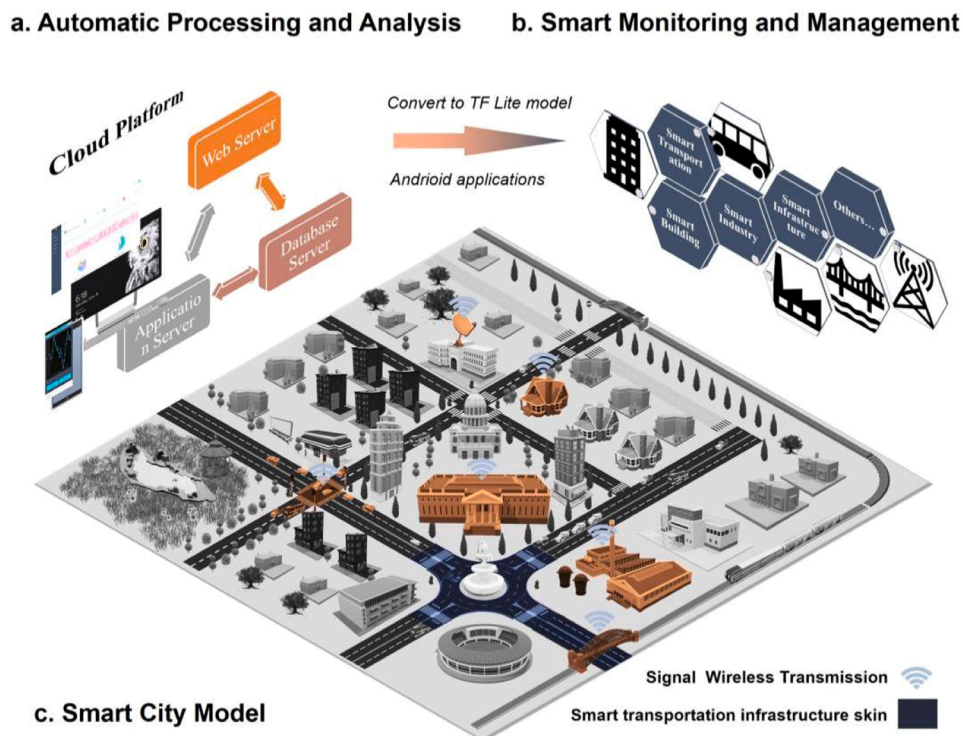 a. Automatic Processing and Analysis
b. Smart Monitoring and Management
Cloud Platform
Web Server
Database
Server
Applicatio
n Server
6:18
Convert to TF Lite model
Andrioid applications
Smart
Transport
ation
Smart
Building
Smart
Industry
Smart
Infrastruc
ture
Others...
Signal Wireless Transmission
Smart transportation infrastructure skin
c. Smart City Model